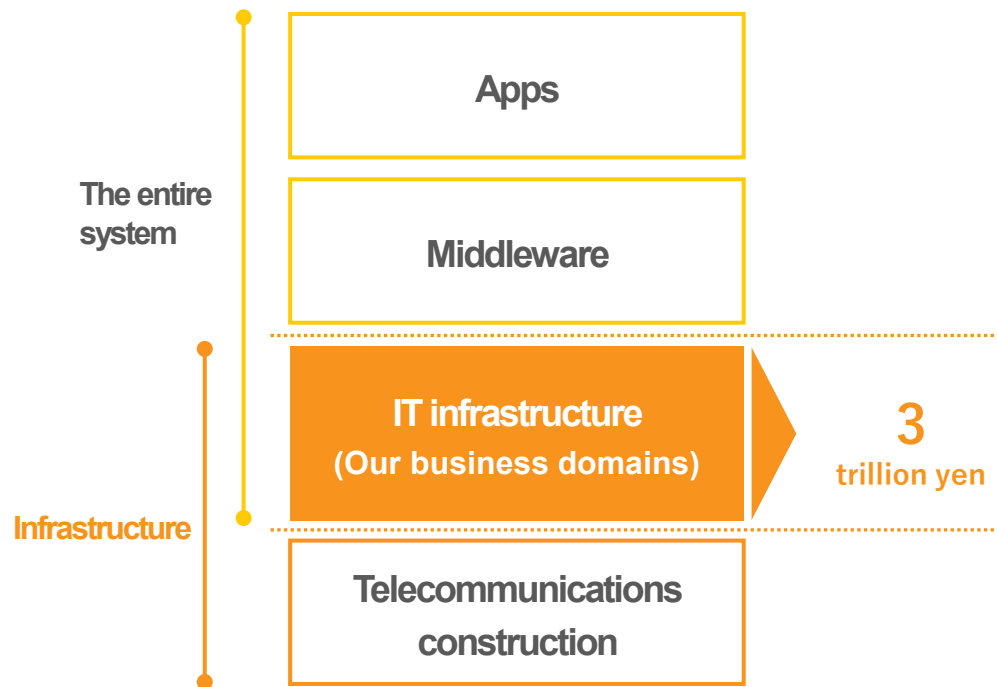 Apps
The entire
system
Middleware
IT infrastructure
(Our business domains)
3
trillion yen
Infrastructure
Telecommunications
construction